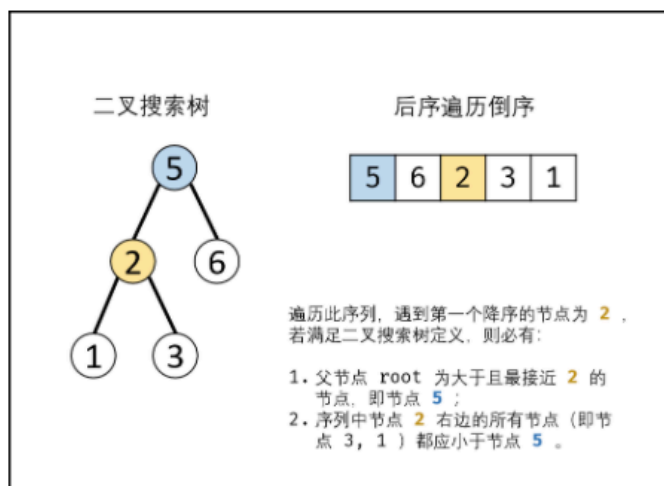 二叉搜索树
后序遍历倒序
5
5 6 2 3 1
2
6
1
3
遍历此序列, 遇到第一个降序的节点为 2 ,
若满足二叉搜索树定义, 则必有:
1. 父节点 root 为大于且最接近 2 的
节点, 即节点 5 ;
2. 序列中节点 2 右边的所有节点 (即节
点 3, 1 ) 都应小于节点 5 。